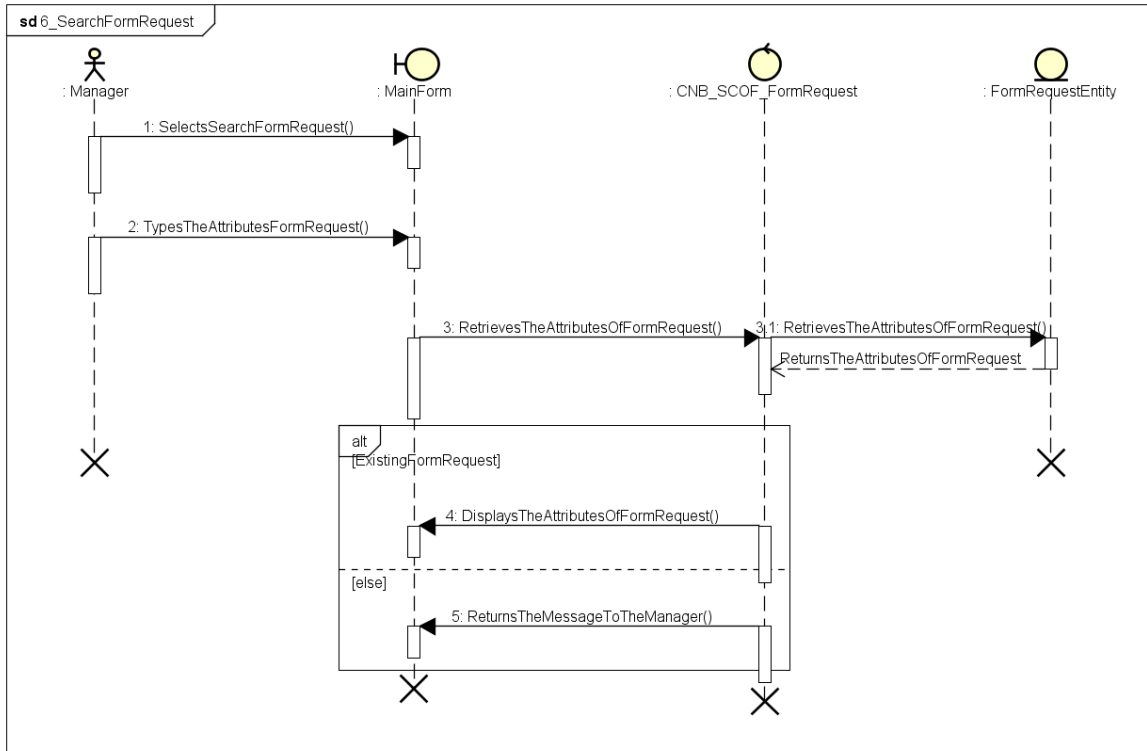 sd 6_SearchFormRequest
: Manager
: MainForm
: CNB_SCOF_FormRequest
: FormRequestEntity
1: SelectsSearchFormRequest()
2: TypesTheAttributesFormRequest()
3: RetrievesTheAttributesOfFormRequest()
3.1: RetrievesTheAttributesOfFormRequest()
ReturnsTheAttributesOfFormRequest
alt
[ExistingFormRequest]
4: DisplaysTheAttributesOfFormRequest()
[else]
5: ReturnsTheMessageToTheManager()